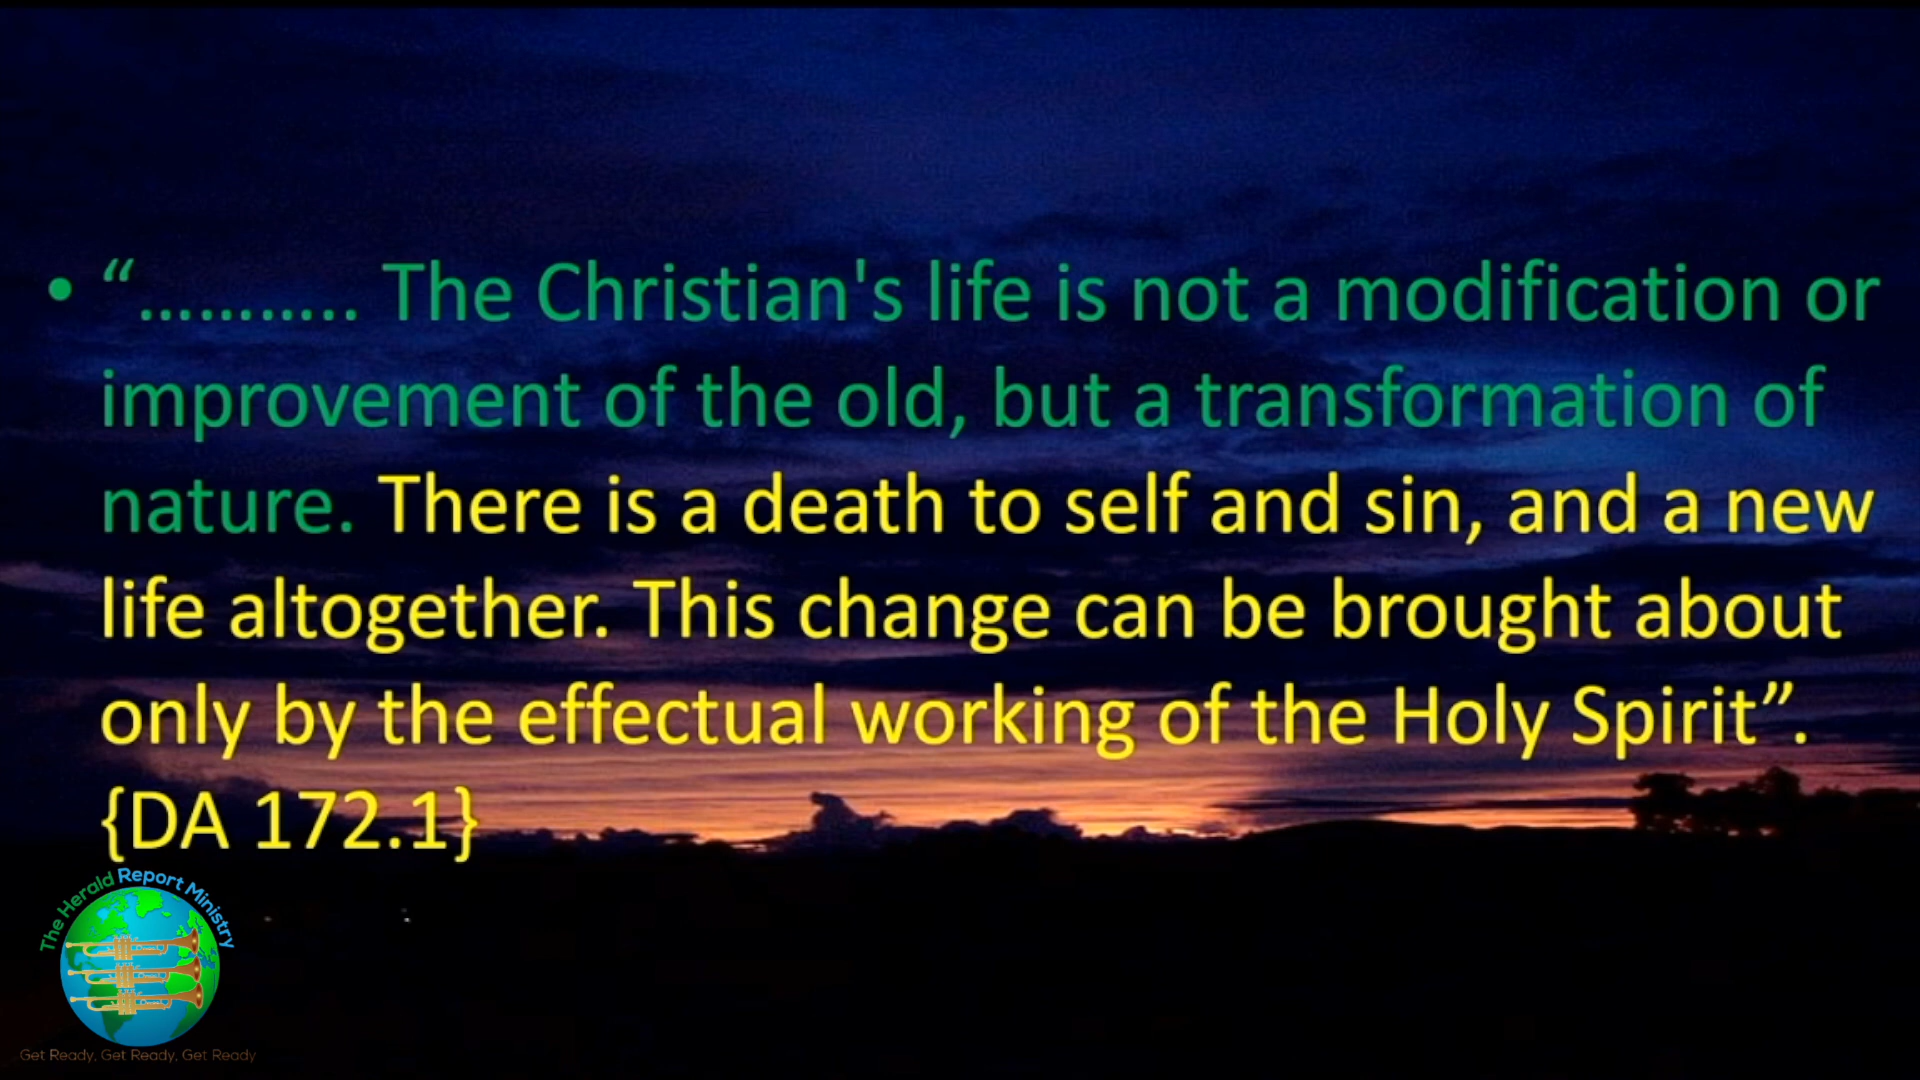 • “……….. The Christian's life is not a modification or
improvement of the old, but a transformation of
nature. There is a death to self and sin, and a new
life altogether. This change can be brought about
only by the effectual working of the Holy Spirit”.
{DA 172.1}
The Herald Report Ministry
Get Ready, Get Ready, Get Ready